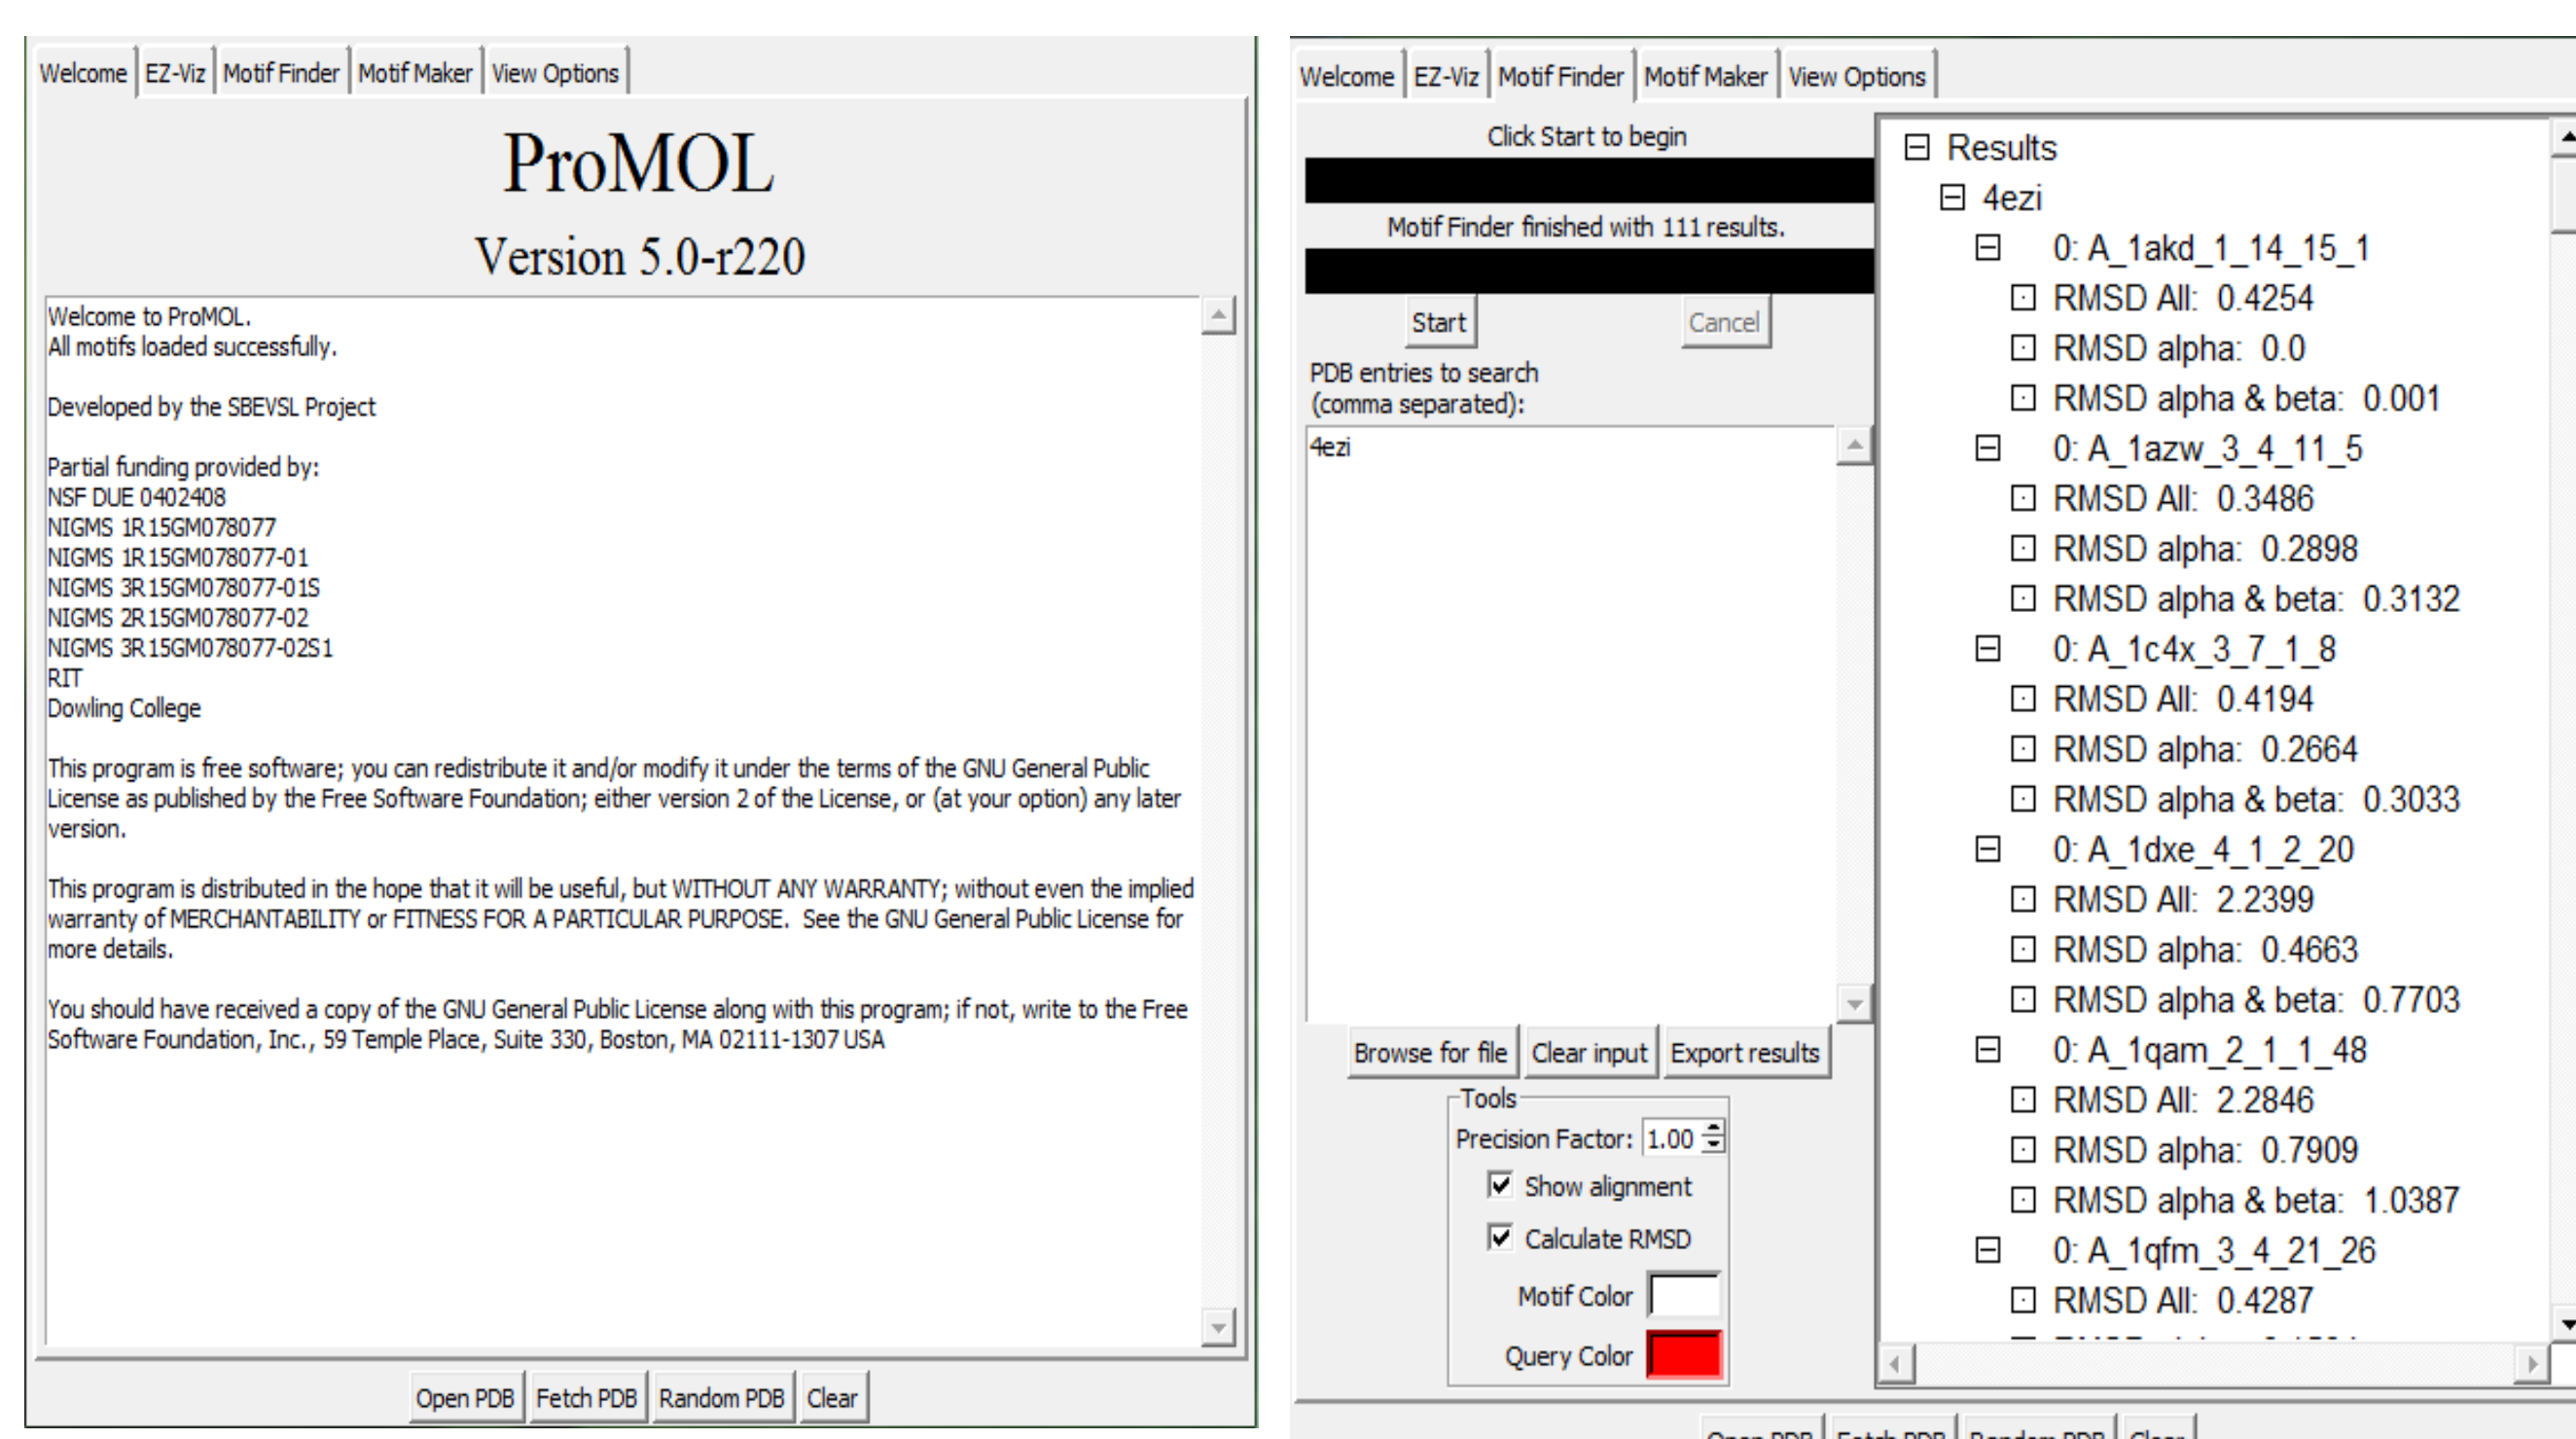 Welcome EZ-Viz Motif Finder Motif Maker View Options
ProMOL
Version 5.0-r220
Welcome to ProMOL.
All motifs loaded successfully.
Developed by the SBEVSL Project
Partial funding provided by:
NSF DUE 0402408
NIGMS 1R15GM078077
NIGMS 1R15GM078077-01
NIGMS 3R15GM078077-01S
NIGMS 2R15GM078077-02
NIGMS 3R15GM078077-02S1
RIT
Dowling College
This program is free software; you can redistribute it and/or modify it under the terms of the GNU General Public
License as published by the Free Software Foundation; either version 2 of the License, or (at your option) any later
version.
This program is distributed in the hope that it will be useful, but WITHOUT ANY WARRANTY; without even the implied
warranty of MERCHANTABILITY or FITNESS FOR A PARTICULAR PURPOSE.  See the GNU General Public License for
more details.
You should have received a copy of the GNU General Public License along with this program; if not, write to the Free
Software Foundation, Inc., 59 Temple Place, Suite 330, Boston, MA 02111-1307 USA
Open PDB Fetch PDB Random PDB Clear
Welcome EZ-Viz Motif Finder Motif Maker View Options
Click Start to begin
Motif Finder finished with 111 results.
Start Cancel
PDB entries to search
(comma separated):
4ezi
Browse for file Clear input Export results
Tools
Precision Factor: 1.00
Show alignment
Calculate RMSD
Motif Color
Query Color
Results
4ezi
0: A_1akd_1_14_15_1
RMSD All: 0.4254
RMSD alpha: 0.0
RMSD alpha & beta: 0.001
0: A_1azw_3_4_11_5
RMSD All: 0.3486
RMSD alpha: 0.2898
RMSD alpha & beta: 0.3132
0: A_1c4x_3_7_1_8
RMSD All: 0.4194
RMSD alpha: 0.2664
RMSD alpha & beta: 0.3033
0: A_1dxe_4_1_2_20
RMSD All: 2.2399
RMSD alpha: 0.4663
RMSD alpha & beta: 0.7703
0: A_1qam_2_1_1_48
RMSD All: 2.2846
RMSD alpha: 0.7909
RMSD alpha & beta: 1.0387
0: A_1qfm_3_4_21_26
RMSD All: 0.4287
Open PDB Fetch PDB Random PDB Clear